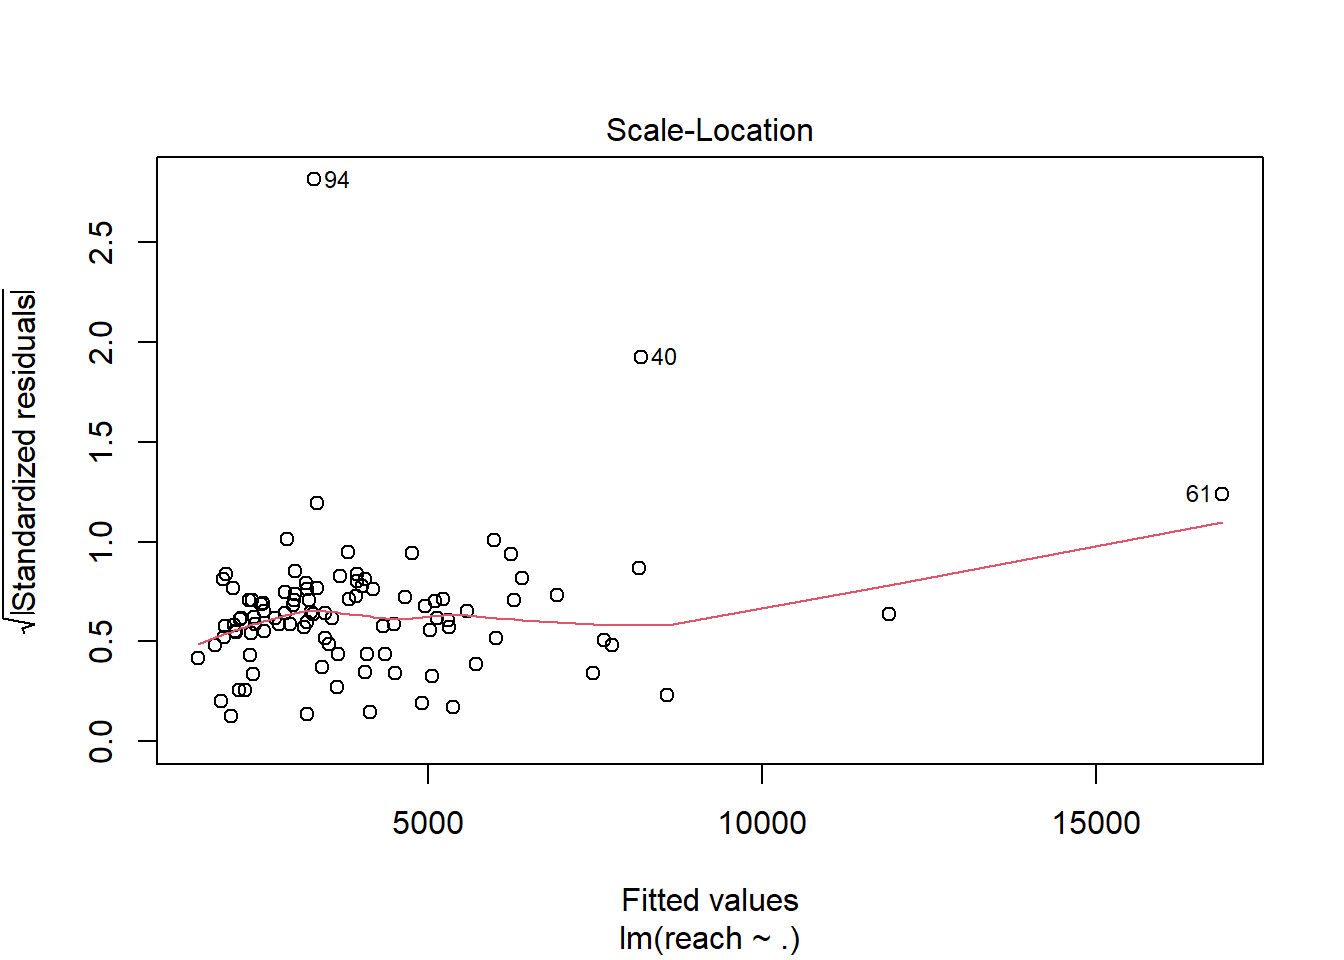 Scale-Location
94
40
61
√|Standardized residuals|
0.0
0.5
1.0
1.5
2.0
2.5
5000 10000 15000
Fitted values
lm(reach ~ .)